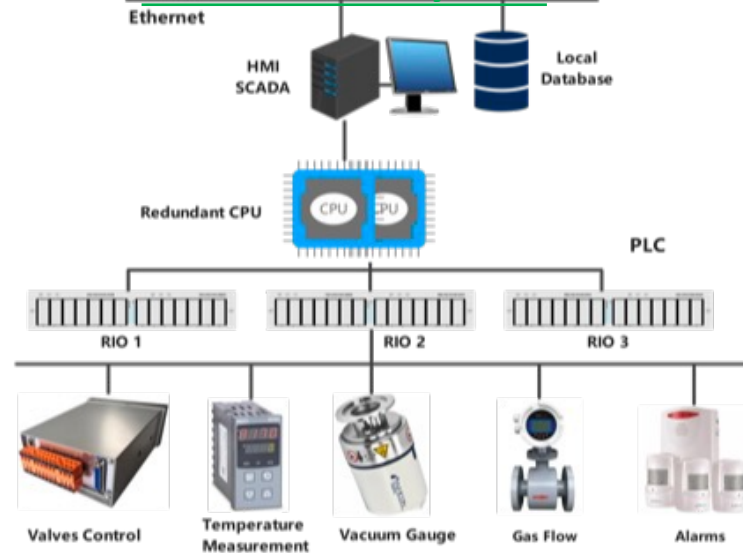 Ethernet
HMI
SCADA
Local
Database
Redundant CPU
CPU
CPU
PLC
RIO 1
RIO 2
RIO 3
Valves Control
Temperature
Measurement
Vacuum Gauge
Gas Flow
Alarms